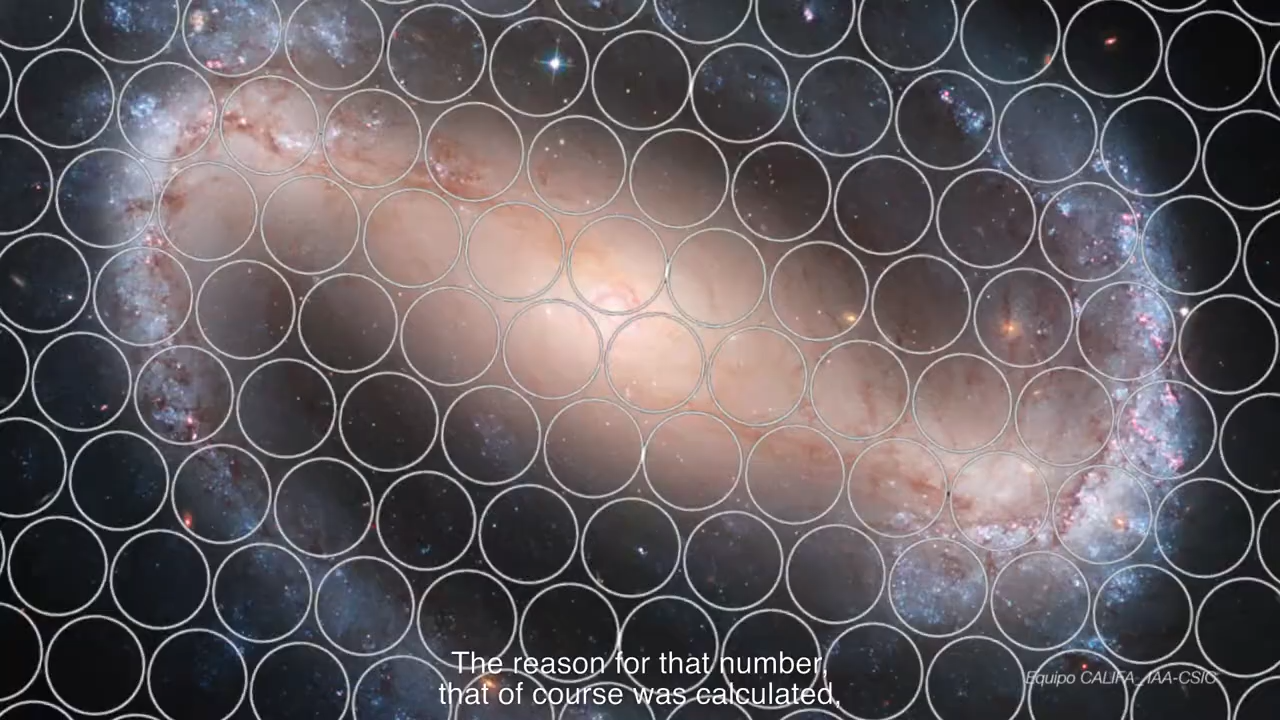 The reason for that number,
that of course was calculated,
Equipo CALIFA-.IAA-CSIC